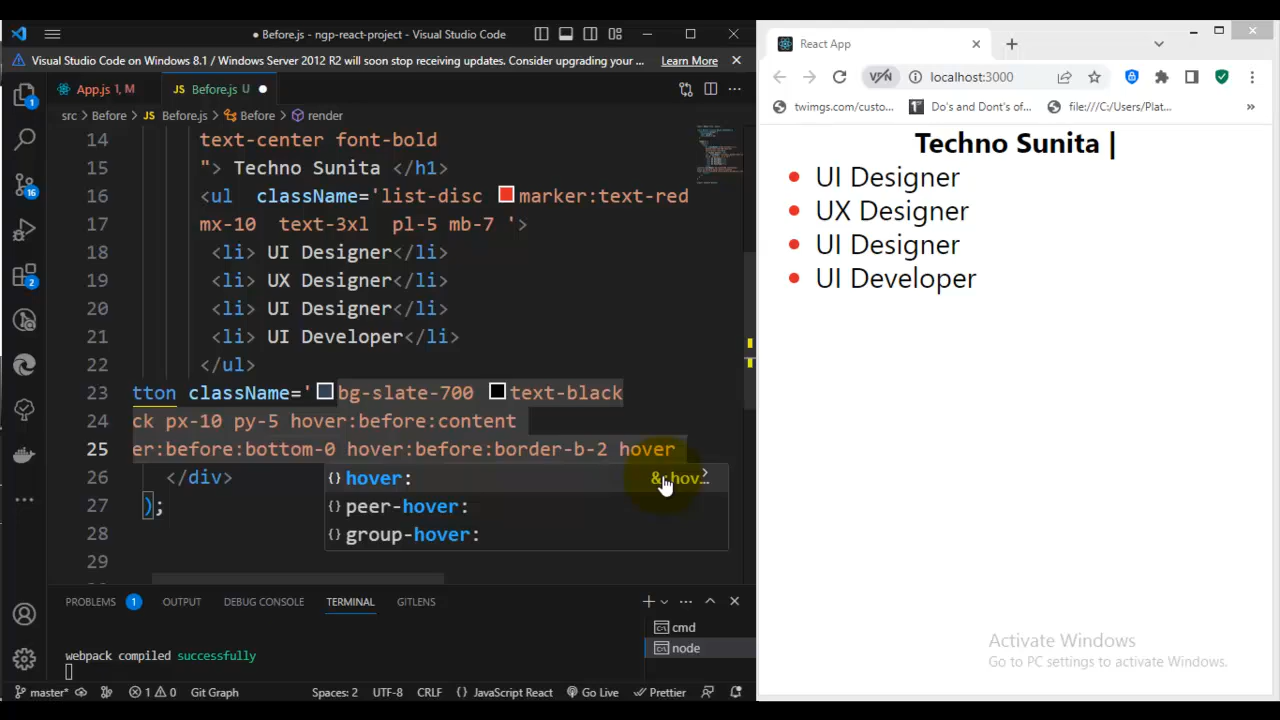 Before.js - ngp-react-project - Visual Studio Code
Visual Studio Code on Windows 8.1 / Windows Server 2012 R2 will soon stop receiving updates. Consider upgrading your ... Learn More
App.js 1, M
Before.js U
src > Before > Before.js > Before > render
14 text-center font-bold
15 "> Techno Sunita </h1>
16 <ul className='list-disc marker:text-red
17 mx-10 text-3xl pl-5 mb-7 '>
18 <li> UI Designer</li>
19 <li> UX Designer</li>
20 <li> UI Designer</li>
21 <li> UI Developer</li>
22 </ul>
23 tton className=' bg-slate-700 text-black
24 ck px-10 py-5 hover:before:content
25 er:before:bottom-0 hover:before:border-b-2 hover
26 </div>
27 );
28
29
hover: &:hov...
peer-hover:
group-hover:
PROBLEMS 1 OUTPUT DEBUG CONSOLE TERMINAL GITLENS
webpack compiled successfully
cmd
node
1
16
2
master* 1 0 Git Graph Spaces: 2 UTF-8 CRLF {} JavaScript React Go Live Prettier
React App
VPN localhost:3000
twimgs.com/custo... Do's and Dont's of... file:///C:/Users/Plat... »
Techno Sunita |
UI Designer
UX Designer
UI Designer
UI Developer
Activate Windows
Go to PC settings to activate Windows.